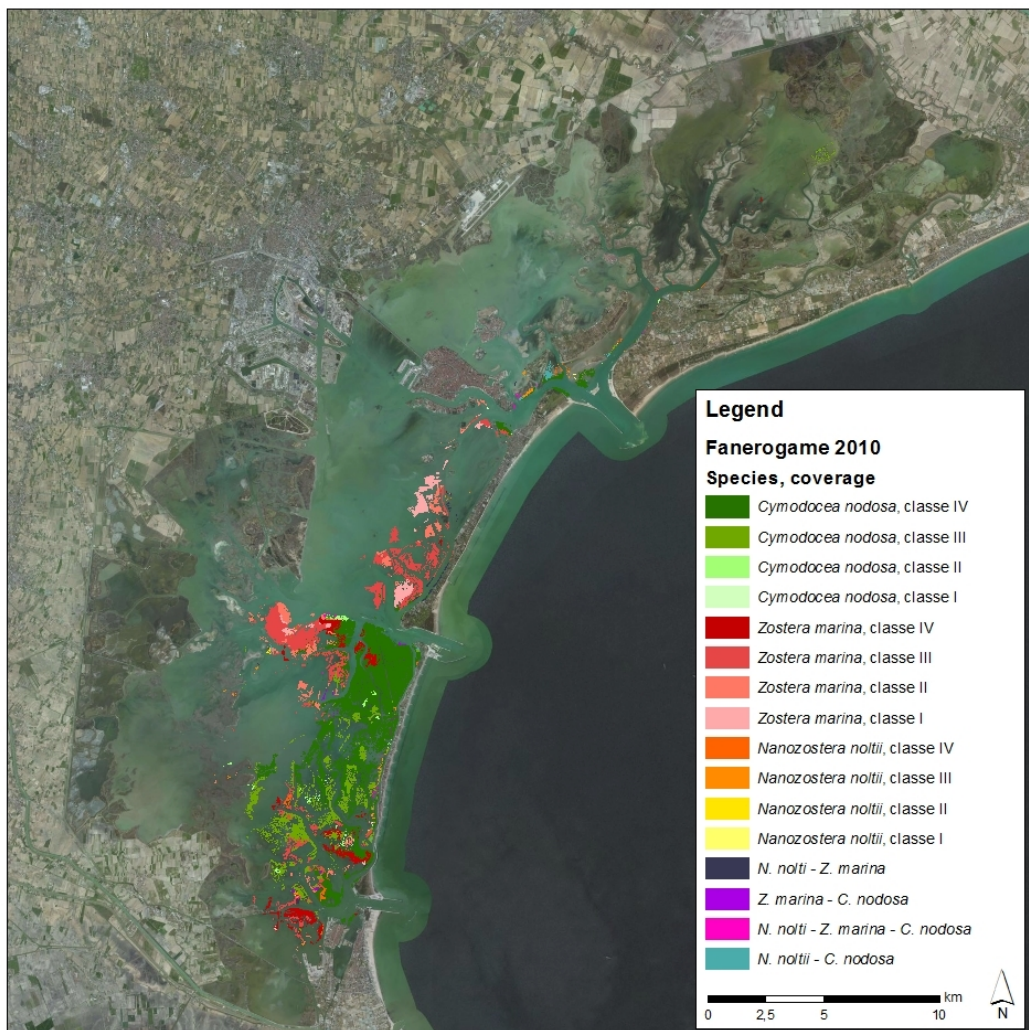 Legend
Fanerogame 2010
Species, coverage
Cymodocea nodosa, classe IV
Cymodocea nodosa, classe III
Cymodocea nodosa, classe II
Cymodocea nodosa, classe I
Zostera marina, classe IV
Zostera marina, classe III
Zostera marina, classe II
Zostera marina, classe I
Nanozostera noltii, classe IV
Nanozostera noltii, classe III
Nanozostera noltii, classe II
Nanozostera noltii, classe I
N. nolti - Z. marina
Z. marina - C. nodosa
N. nolti - Z. marina - C. nodosa
N. noltii - C. nodosa
km
0 2,5 5 10
N